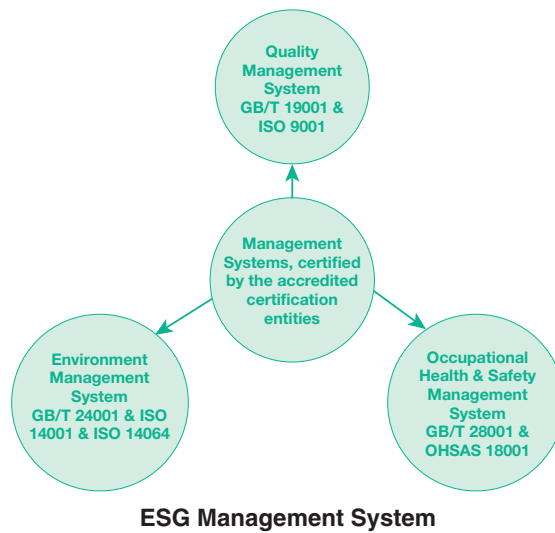 Quality
Management
System
GB/T 19001 &
ISO 9001
Management
Systems, certified
by the accredited
certification
entities
Environment
Management
System
GB/T 24001 & ISO
14001 & ISO 14064
Occupational
Health & Safety
Management
System
GB/T 28001 &
OHSAS 18001
ESG Management System